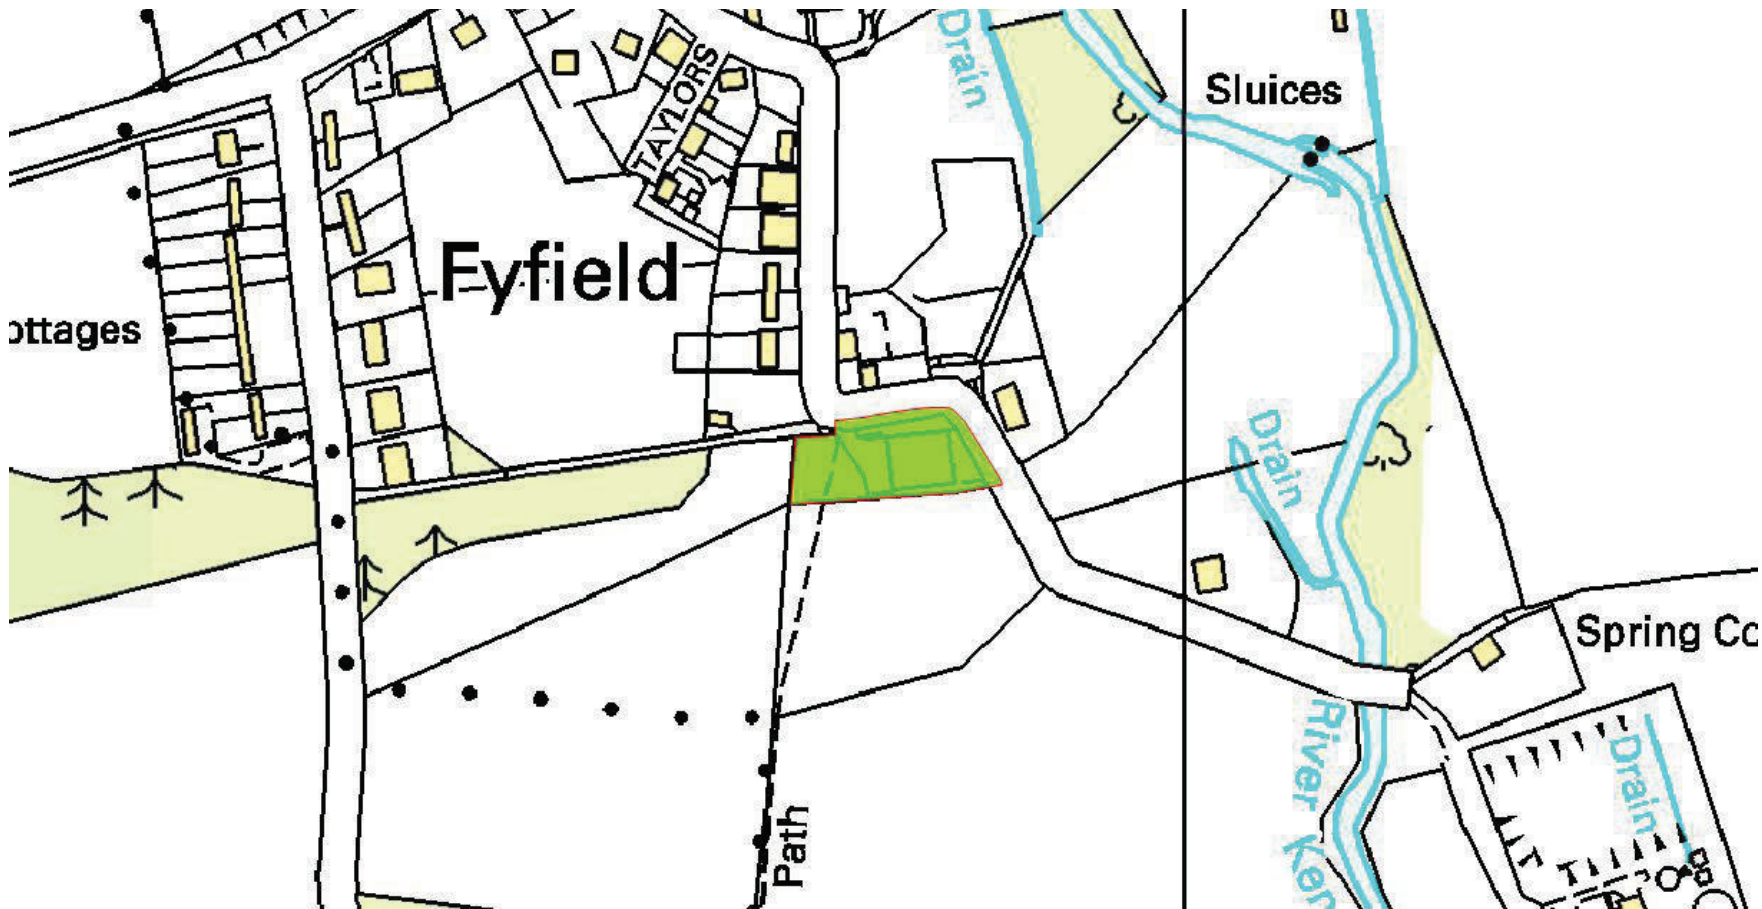 Drain
Sluices
TAYLORS
Fyfield
ottages
Drain
Spring Co
River Ken
Drain
Path